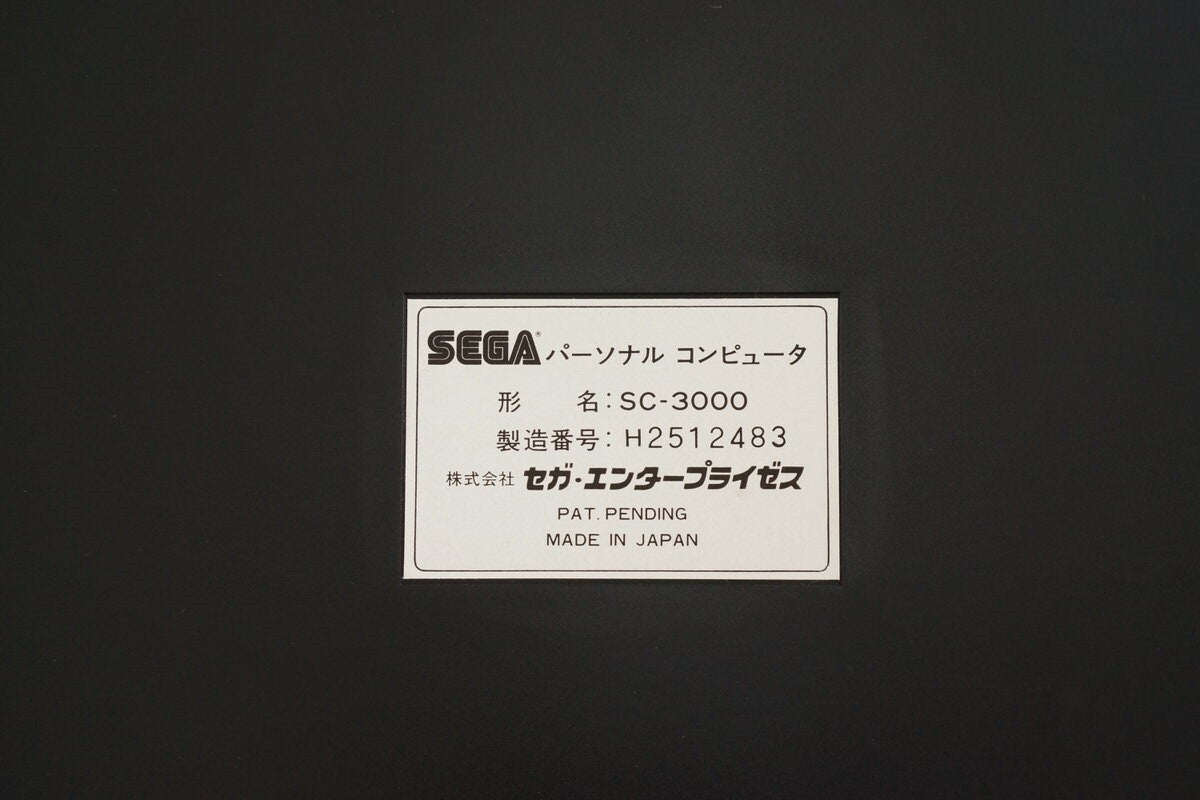 SEGA® パーソナル コンピュータ
形 名: SC-3000
製造番号: H2512483
株式会社 セガ・エンタープライゼス
PAT. PENDING
MADE IN JAPAN